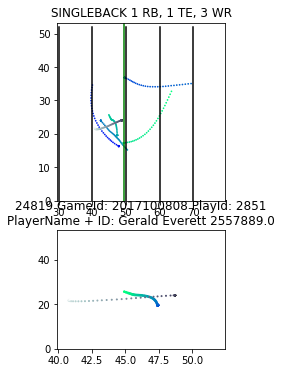 SINGLEBACK 1 RB, 1 TE, 3 WR
50
40
30
20
10
0
30 40 50 60 70
24819 GameId: 2017100808 PlayId: 2851
PlayerName + ID: Gerald Everett 2557889.0
40
20
0
40.0 42.5 45.0 47.5 50.0